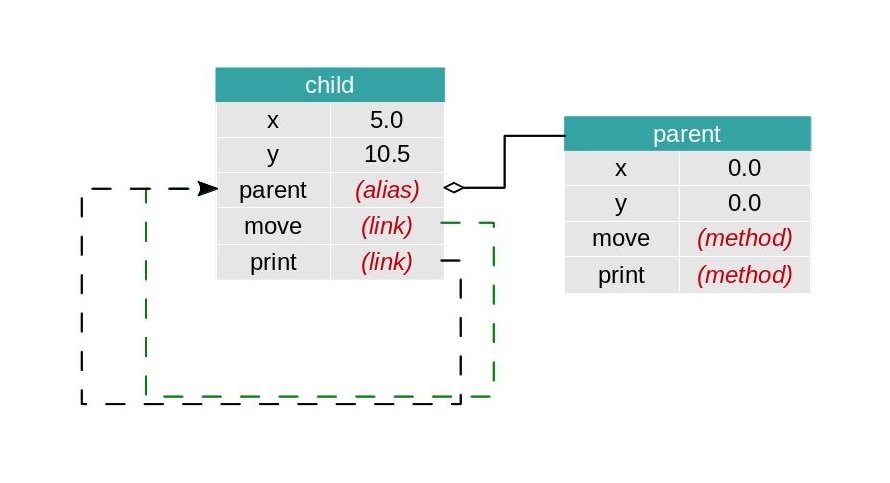 child
x 5.0
y 10.5
parent (alias)
move (link)
print (link)
parent
x 0.0
y 0.0
move (method)
print (method)